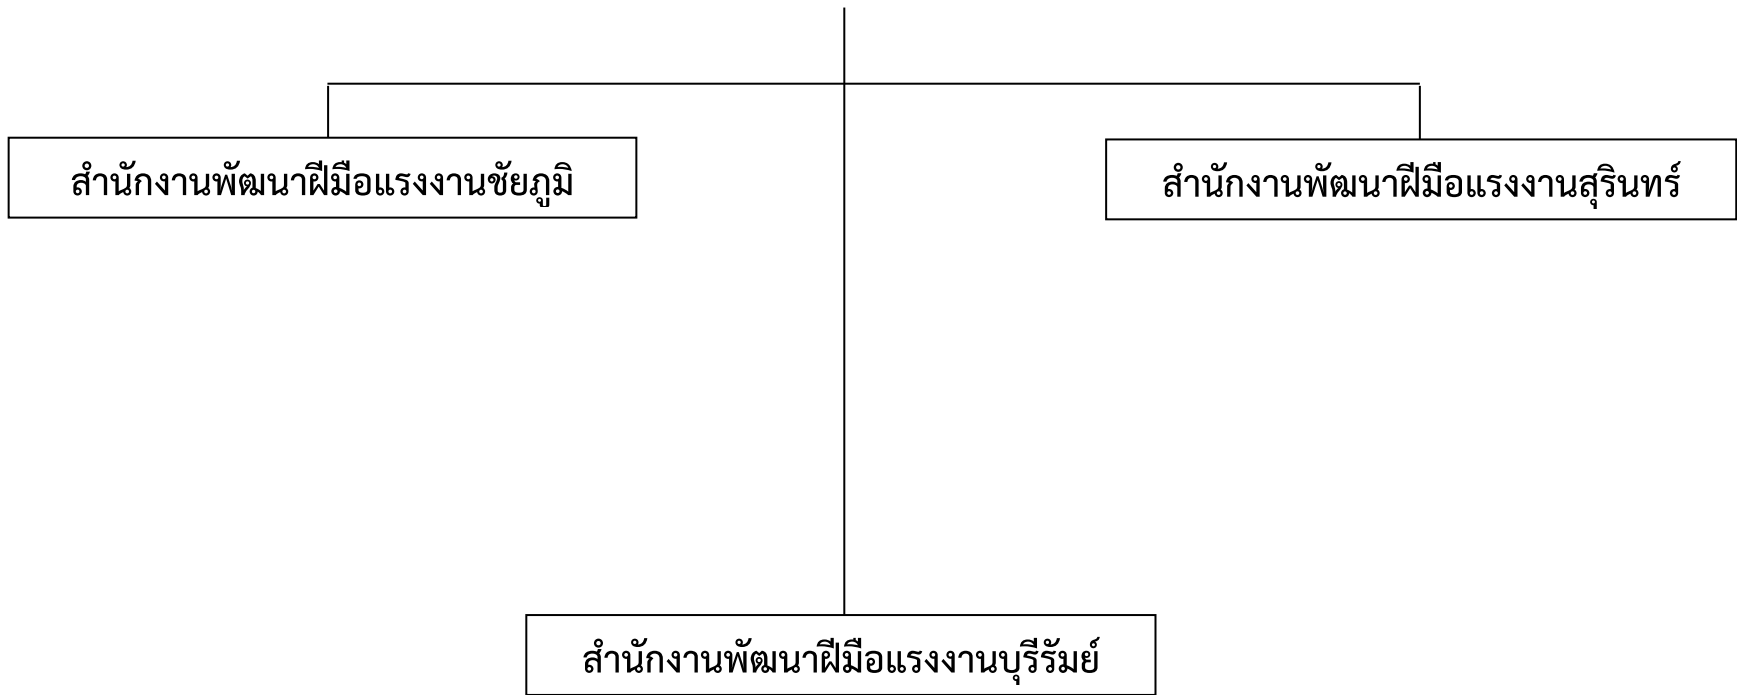 สำนักงานพัฒนาฝีมือแรงงานชัยภูมิ
สำนักงานพัฒนาฝีมือแรงงานสุรินทร์
สำนักงานพัฒนาฝีมือแรงงานบุรีรัมย์